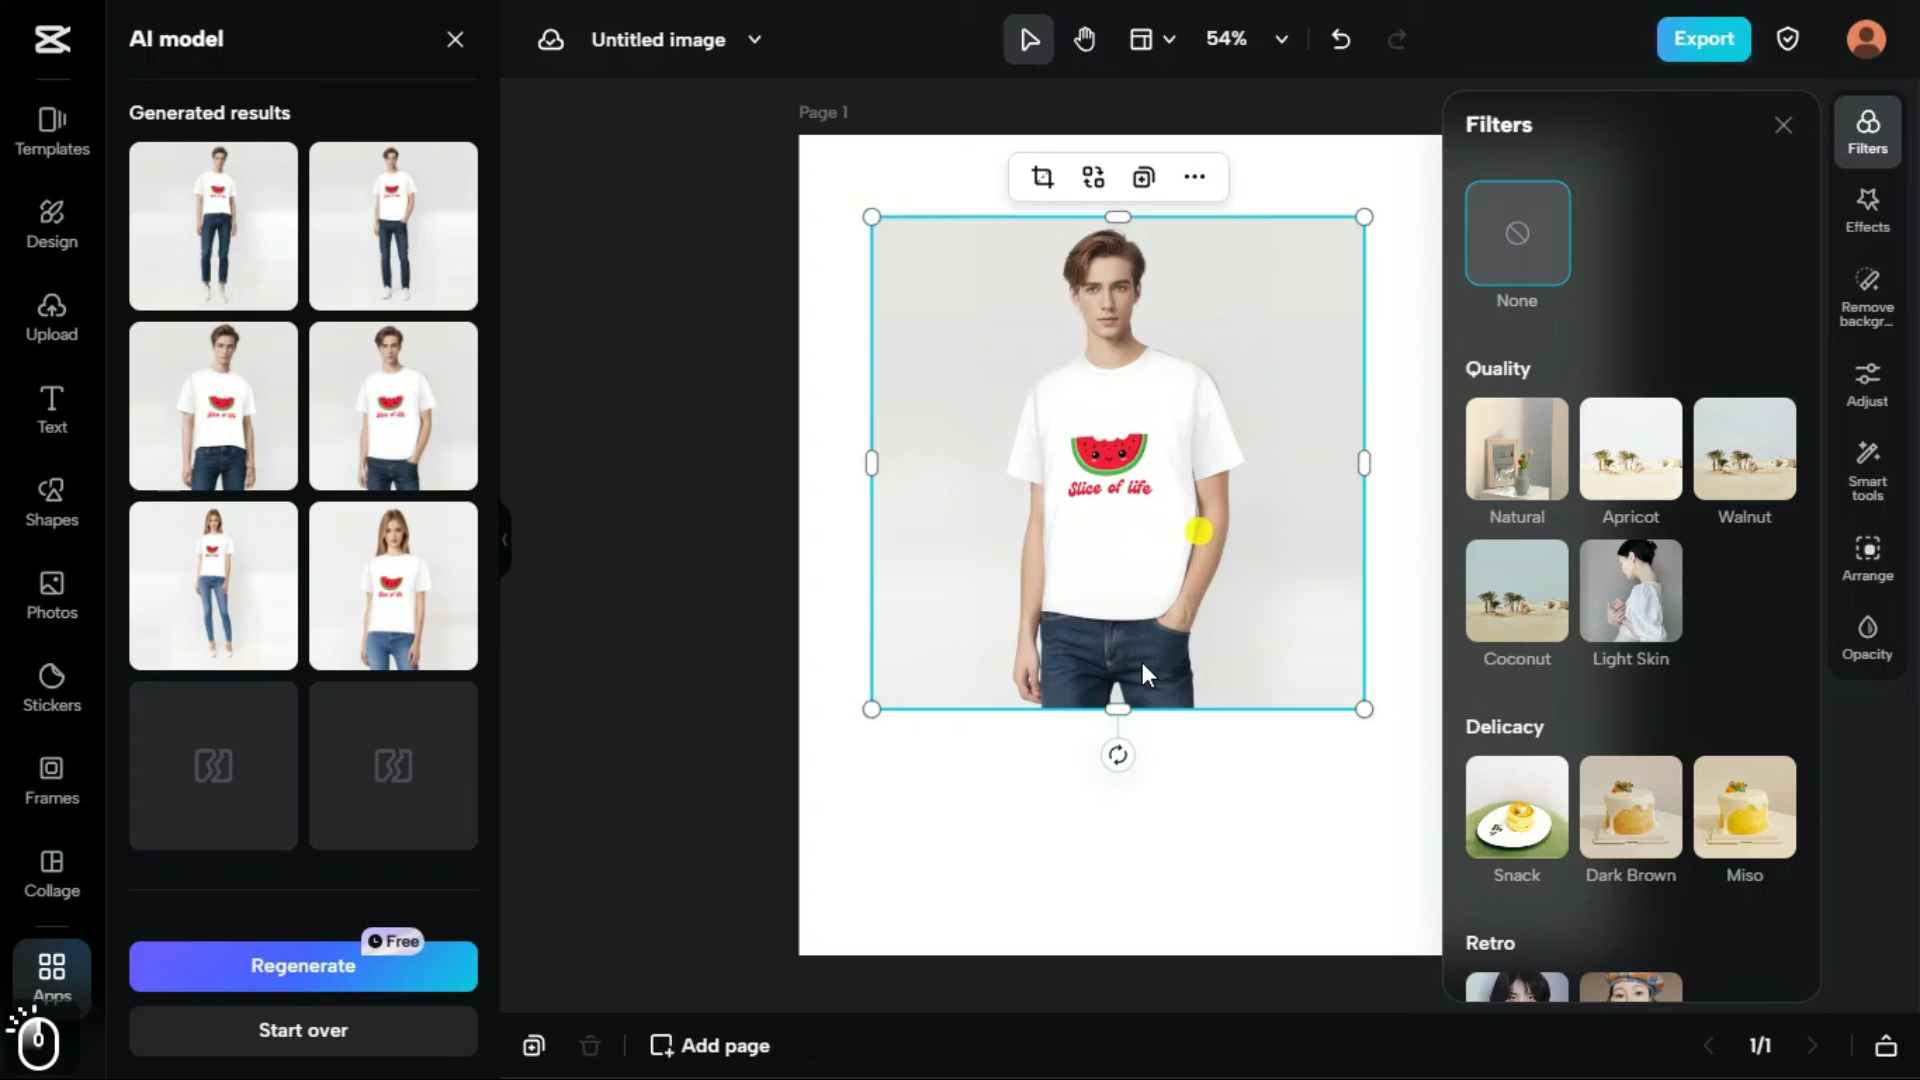 AI model
Untitled image
54%
Export
Generated results
Templates
Design
Upload
Text
Shapes
Photos
Stickers
Frames
Collage
Apps
Free
Regenerate
Start over
Page 1
Slice of life
Add page
1/1
Filters
None
Quality
Natural
Apricot
Walnut
Coconut
Light Skin
Delicacy
Snack
Dark Brown
Miso
Retro
Filters
Effects
Remove
backgr...
Adjust
Smart
tools
Arrange
Opacity